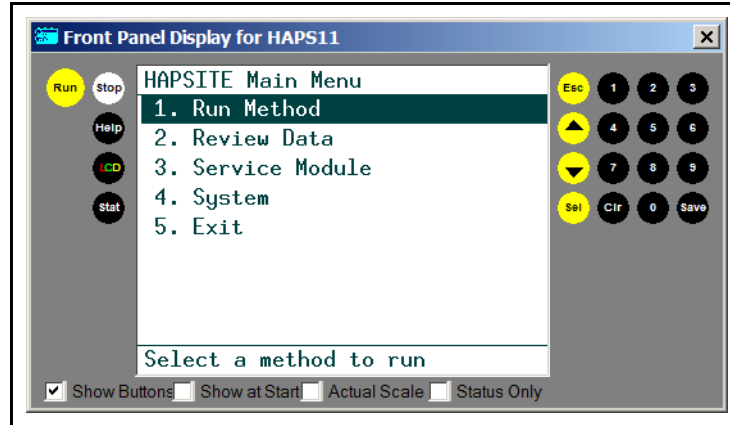 Front Panel Display for HAPS11
Run Stop
Help
LCD
Stat
HAPSITE Main Menu
1. Run Method
2. Review Data
3. Service Module
4. System
5. Exit
Select a method to run
Esc 1 2 3
4 5 6
7 8 9
Sel Clr 0 Save
Show Buttons Show at Start Actual Scale Status Only